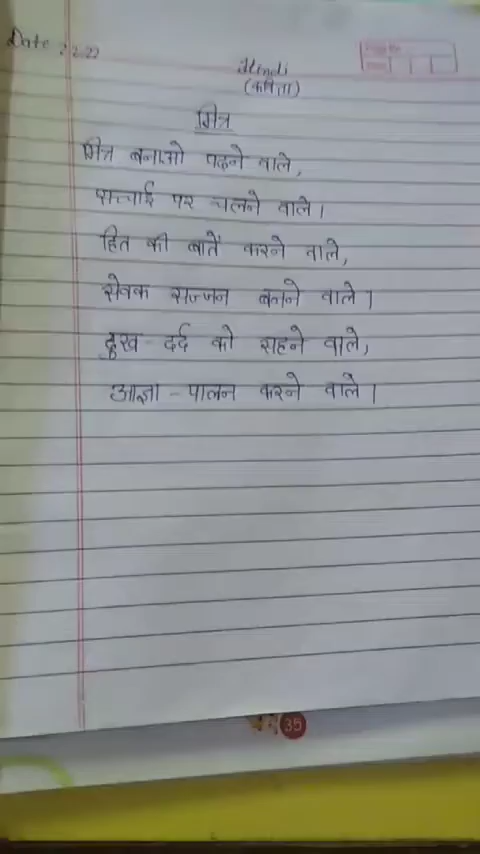 Date :
Hindi
(कविता)
मित्र
मित्र बनाओ पढ़ने वाले,
सच्चाई पर चलने वाले।
हित की बातें करने वाले,
सेवक सज्जन बनने वाले।
दुख - दर्द को सहने वाले,
आज्ञा - पालन करने वाले।
35